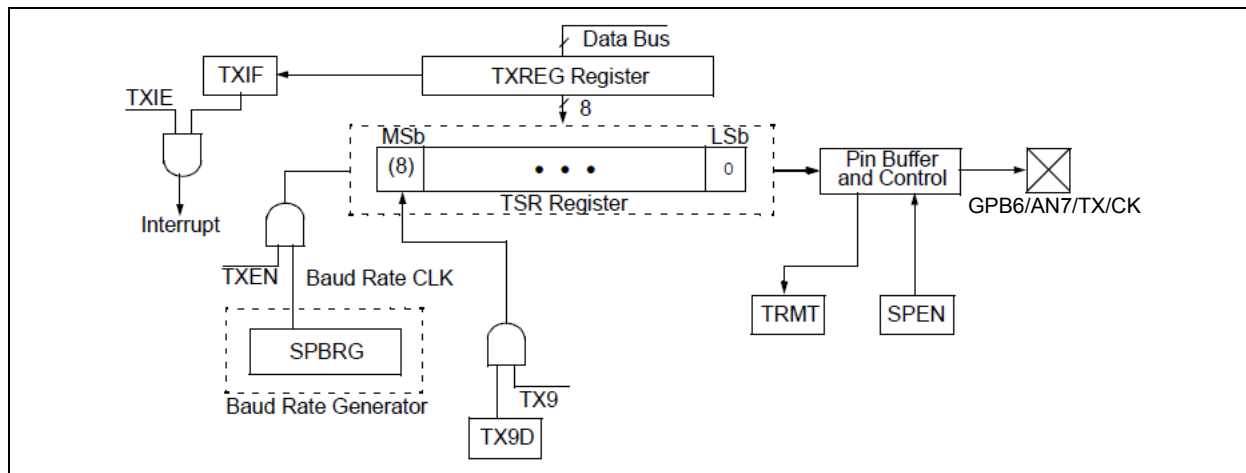 Data Bus
TXIF
TXREG Register
TXIE
8
MSb
LSb
(8)
• • •
0
Pin Buffer
and Control
TSR Register
GPB6/AN7/TX/CK
Interrupt
TXEN
Baud Rate CLK
TRMT
SPEN
SPBRG
TX9
Baud Rate Generator
TX9D